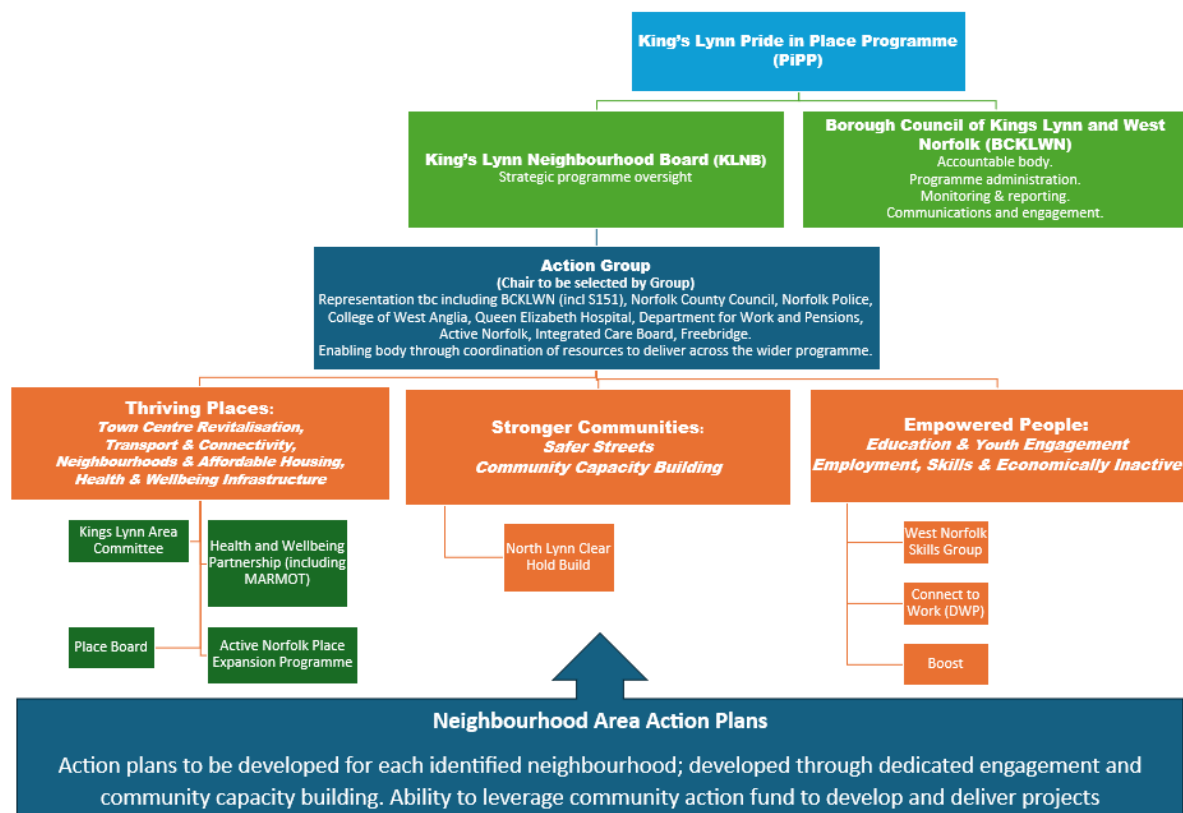 King's Lynn Pride in Place Programme
(PiPP)
King's Lynn Neighbourhood Board (KLNB)
Strategic programme oversight
Borough Council of Kings Lynn and West
Norfolk (BCKLWN)
Accountable body.
Programme administration.
Monitoring & reporting.
Communications and engagement.
Action Group
(Chair to be selected by Group)
Representation tbc including BCKLWN (incl S151), Norfolk County Council, Norfolk Police,
College of West Anglia, Queen Elizabeth Hospital, Department for Work and Pensions,
Active Norfolk, Integrated Care Board, Freebridge.
Enabling body through coordination of resources to deliver across the wider programme.
Thriving Places:
Town Centre Revitalisation,
Transport & Connectivity,
Neighbourhoods & Affordable Housing,
Health & Wellbeing Infrastructure
Stronger Communities:
Safer Streets
Community Capacity Building
Empowered People:
Education & Youth Engagement
Employment, Skills & Economically Inactive
Kings Lynn Area
Committee
Health and Wellbeing
Partnership (including
MARMOT)
Place Board
Active Norfolk Place
Expansion Programme
North Lynn Clear
Hold Build
West Norfolk
Skills Group
Connect to
Work (DWP)
Boost
Neighbourhood Area Action Plans
Action plans to be developed for each identified neighbourhood; developed through dedicated engagement and
community capacity building. Ability to leverage community action fund to develop and deliver projects